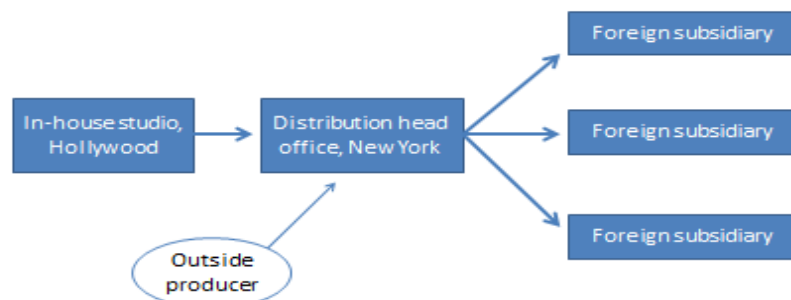 Foreign subsidiary
In-house studio,
Hollywood
Distribution head
office, New York
Foreign subsidiary
Foreign subsidiary
Outside
producer